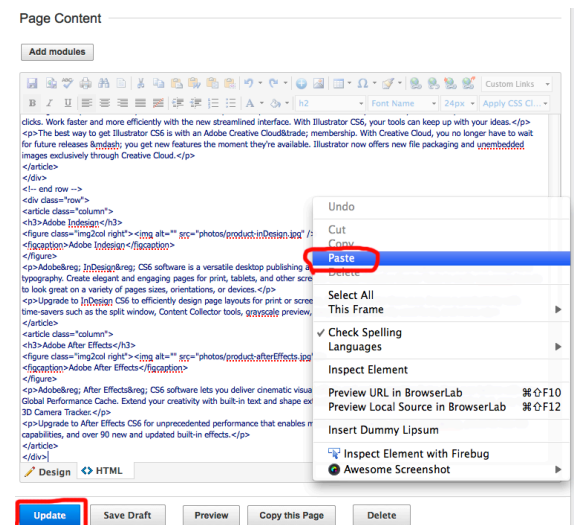 Page Content
Add modules
Custom Links
B I U h2 Font Name 24px Apply CSS Cl...
clicks. Work faster and more efficiently with the new streamlined interface. With Illustrator CS6, your tools can keep up with your ideas.</p>
<p>The best way to get Illustrator CS6 is with an Adobe Creative Cloud&trade; membership. With Creative Cloud, you no longer have to wait
for future releases &mdash; you get new features the moment they're available. Illustrator now offers new file packaging and unembedded
images exclusively through Creative Cloud.</p>
</article>
</div>
<!-- end row -->
<div class="row">
<article class="column">
<h3>Adobe Indesign</h3>
<figure class="img2col right"><img alt="" src="photos/product-inDesign.jpg" /
<figcaption>Adobe Indesign</figcaption>
</figure>
<p>Adobe&reg; InDesign&reg; CS6 software is a versatile desktop publishing a
typography. Create elegant and engaging pages for print, tablets, and other scre
to look great on a variety of pages sizes, orientations, or devices.</p>
<p>Upgrade to InDesign CS6 to efficiently design page layouts for print or scree
time-savers such as the split window, Content Collector tools, grayscale preview,
</article>
<article class="column">
<h3>Adobe After Effects</h3>
<figure class="img2col right"><img alt="" src="photos/product-afterEffects.jpg"
<figcaption>Adobe After Effects</figcaption>
</figure>
<p>Adobe&reg; After Effects&reg; CS6 software lets you deliver cinematic visua
Global Performance Cache. Extend your creativity with built-in text and shape ex
3D Camera Tracker.</p>
<p>Upgrade to After Effects CS6 for unprecedented performance that enables m
capabilities, and over 90 new and updated built-in effects.</p>
</article>
</div>
Design HTML
Undo
Cut
Copy
Paste
Delete
Select All
This Frame
✓ Check Spelling
Languages
Inspect Element
Preview URL in BrowserLab ⌘⇧F10
Preview Local Source in BrowserLab ⌘⇧F12
Insert Dummy Lipsum
Inspect Element with Firebug
Awesome Screenshot
Update Save Draft Preview Copy this Page Delete